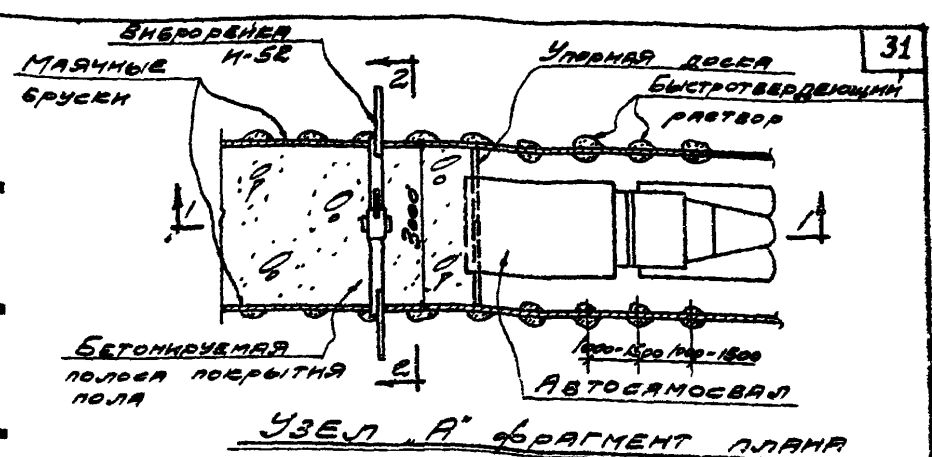 31
Виброрейка
И-52
Маячные
бруски
2
Упорная доска
Быстротвердеющий
раствор
1
3000
1
Бетонируемая
полоса покрытия
пола
2
1000-1500
1000-1500
Автосамосвал
Узел „А" фрагмент плана